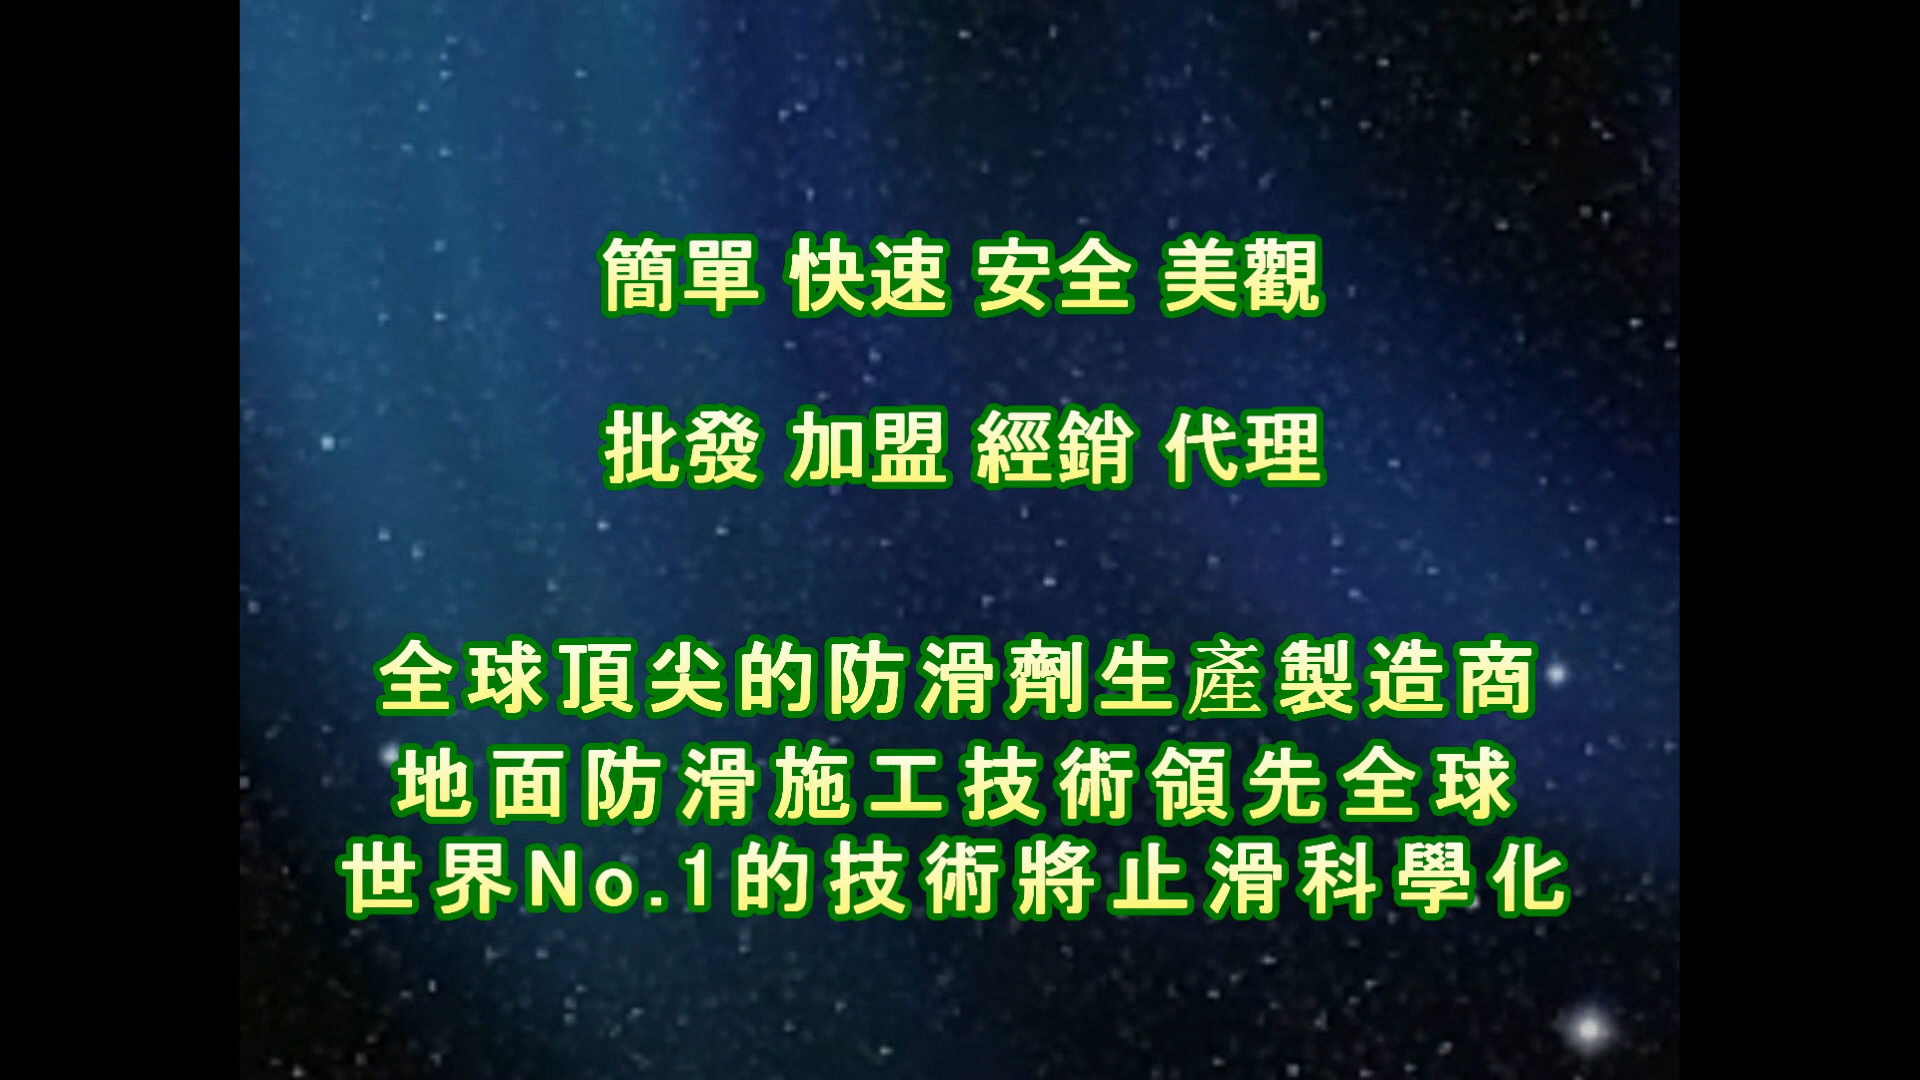 簡單 快速 安全 美觀
批發 加盟 經銷 代理
全球頂尖的防滑劑生產製造商
地面防滑施工技術領先全球
世界No.1的技術將止滑科學化